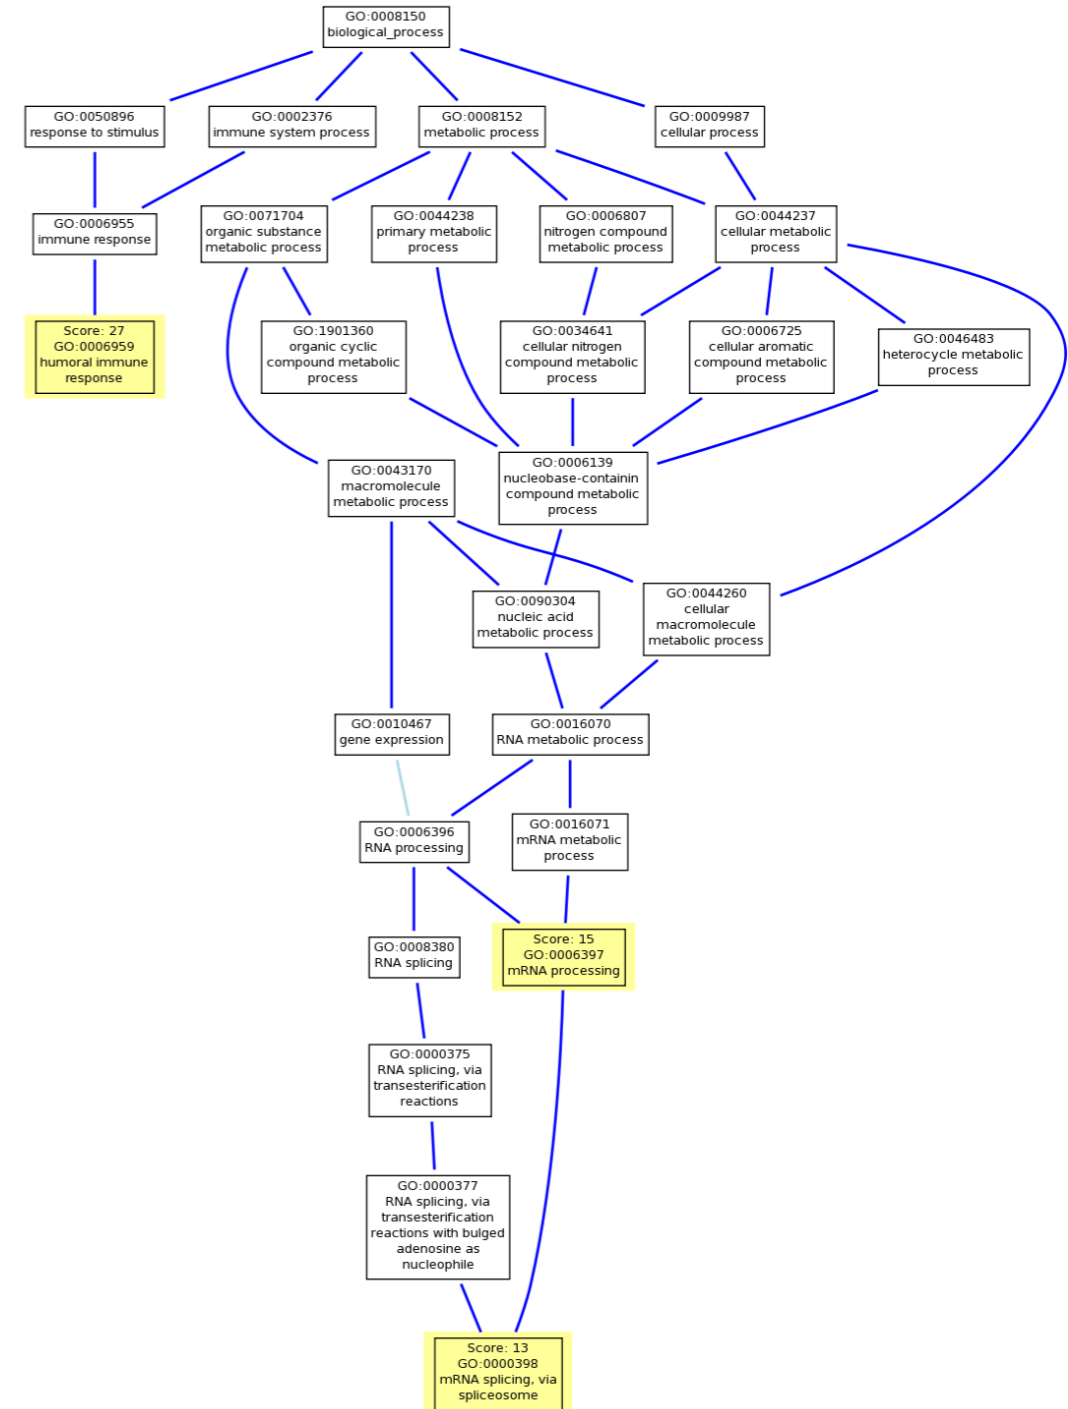 GO:0008150
biological_process
GO:0050896
response to stimulus
GO:0002376
immune system process
GO:0008152
metabolic process
GO:0009987
cellular process
GO:0006955
immune response
GO:0071704
organic substance
metabolic process
GO:0044238
primary metabolic
process
GO:0006807
nitrogen compound
metabolic process
GO:0044237
cellular metabolic
process
Score: 27
GO:0006959
humoral immune
response
GO:1901360
organic cyclic
compound metabolic
process
GO:0034641
cellular nitrogen
compound metabolic
process
GO:0006725
cellular aromatic
compound metabolic
process
GO:0046483
heterocycle metabolic
process
GO:0043170
macromolecule
metabolic process
GO:0006139
nucleobase-containin
compound metabolic
process
GO:0090304
nucleic acid
metabolic process
GO:0044260
cellular
macromolecule
metabolic process
GO:0010467
gene expression
GO:0016070
RNA metabolic process
GO:0006396
RNA processing
GO:0016071
mRNA metabolic
process
GO:0008380
RNA splicing
Score: 15
GO:0006397
mRNA processing
GO:0000375
RNA splicing, via
transesterification
reactions
GO:0000377
RNA splicing, via
transesterification
reactions with bulged
adenosine as
nucleophile
Score: 13
GO:0000398
mRNA splicing, via
spliceosome